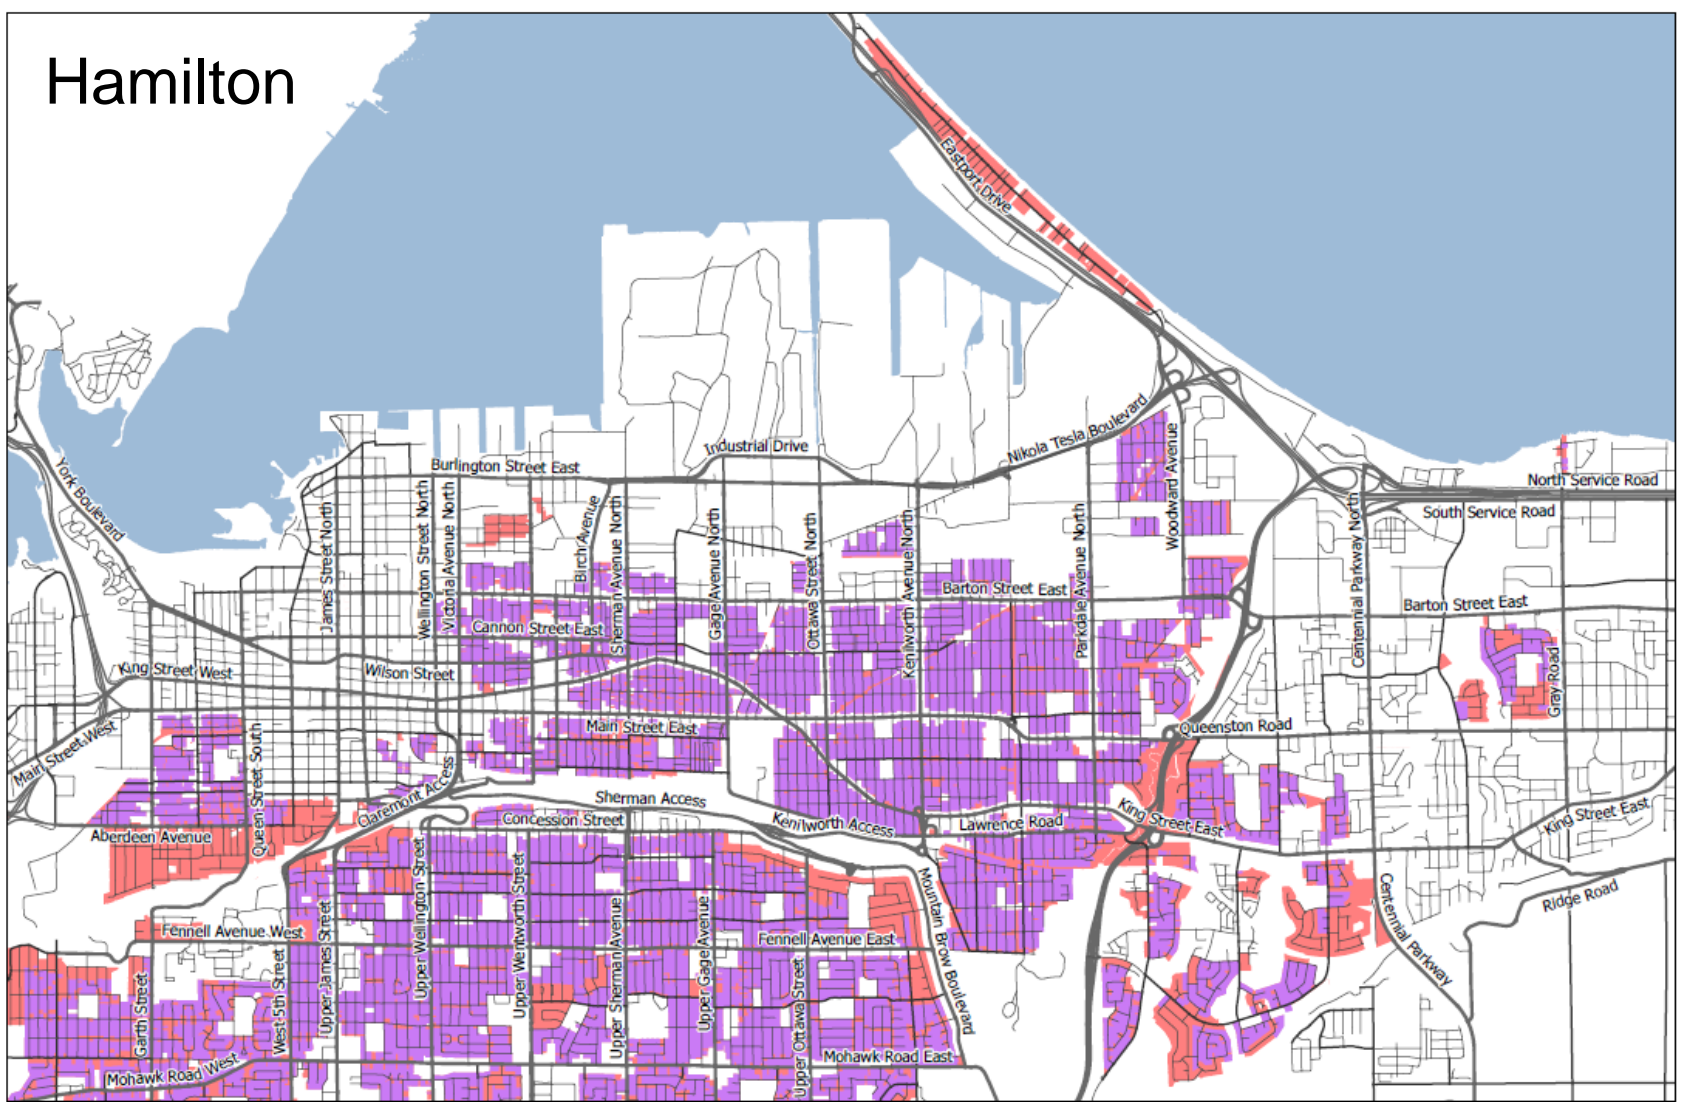 Hamilton
Eastport Drive
Nikola Tesla Boulevard
Industrial Drive
Burlington Street East
York Boulevard
North Service Road
South Service Road
James Street North
Wellington Street North
Victoria Avenue North
Birch Avenue
Sherman Avenue North
Gage Avenue North
Ottawa Street North
Kenilworth Avenue North
Parkdale Avenue North
Woodward Avenue
Centennial Parkway North
Barton Street East
Barton Street East
Cannon Street East
King Street West
Wilson Street
Gray Road
Main Street West
Queen Street South
Main Street East
Queenston Road
Claremont Access
Sherman Access
Concession Street
Kenilworth Access
Lawrence Road
King Street East
King Street East
Aberdeen Avenue
Ridge Road
Fennell Avenue West
Fennell Avenue East
Garth Street
West 5th Street
Upper James Street
Upper Wellington Street
Upper Wentworth Street
Upper Sherman Avenue
Upper Gage Avenue
Upper Ottawa Street
Mountain Brow Boulevard
Centennial Parkway
Mohawk Road West
Mohawk Road East